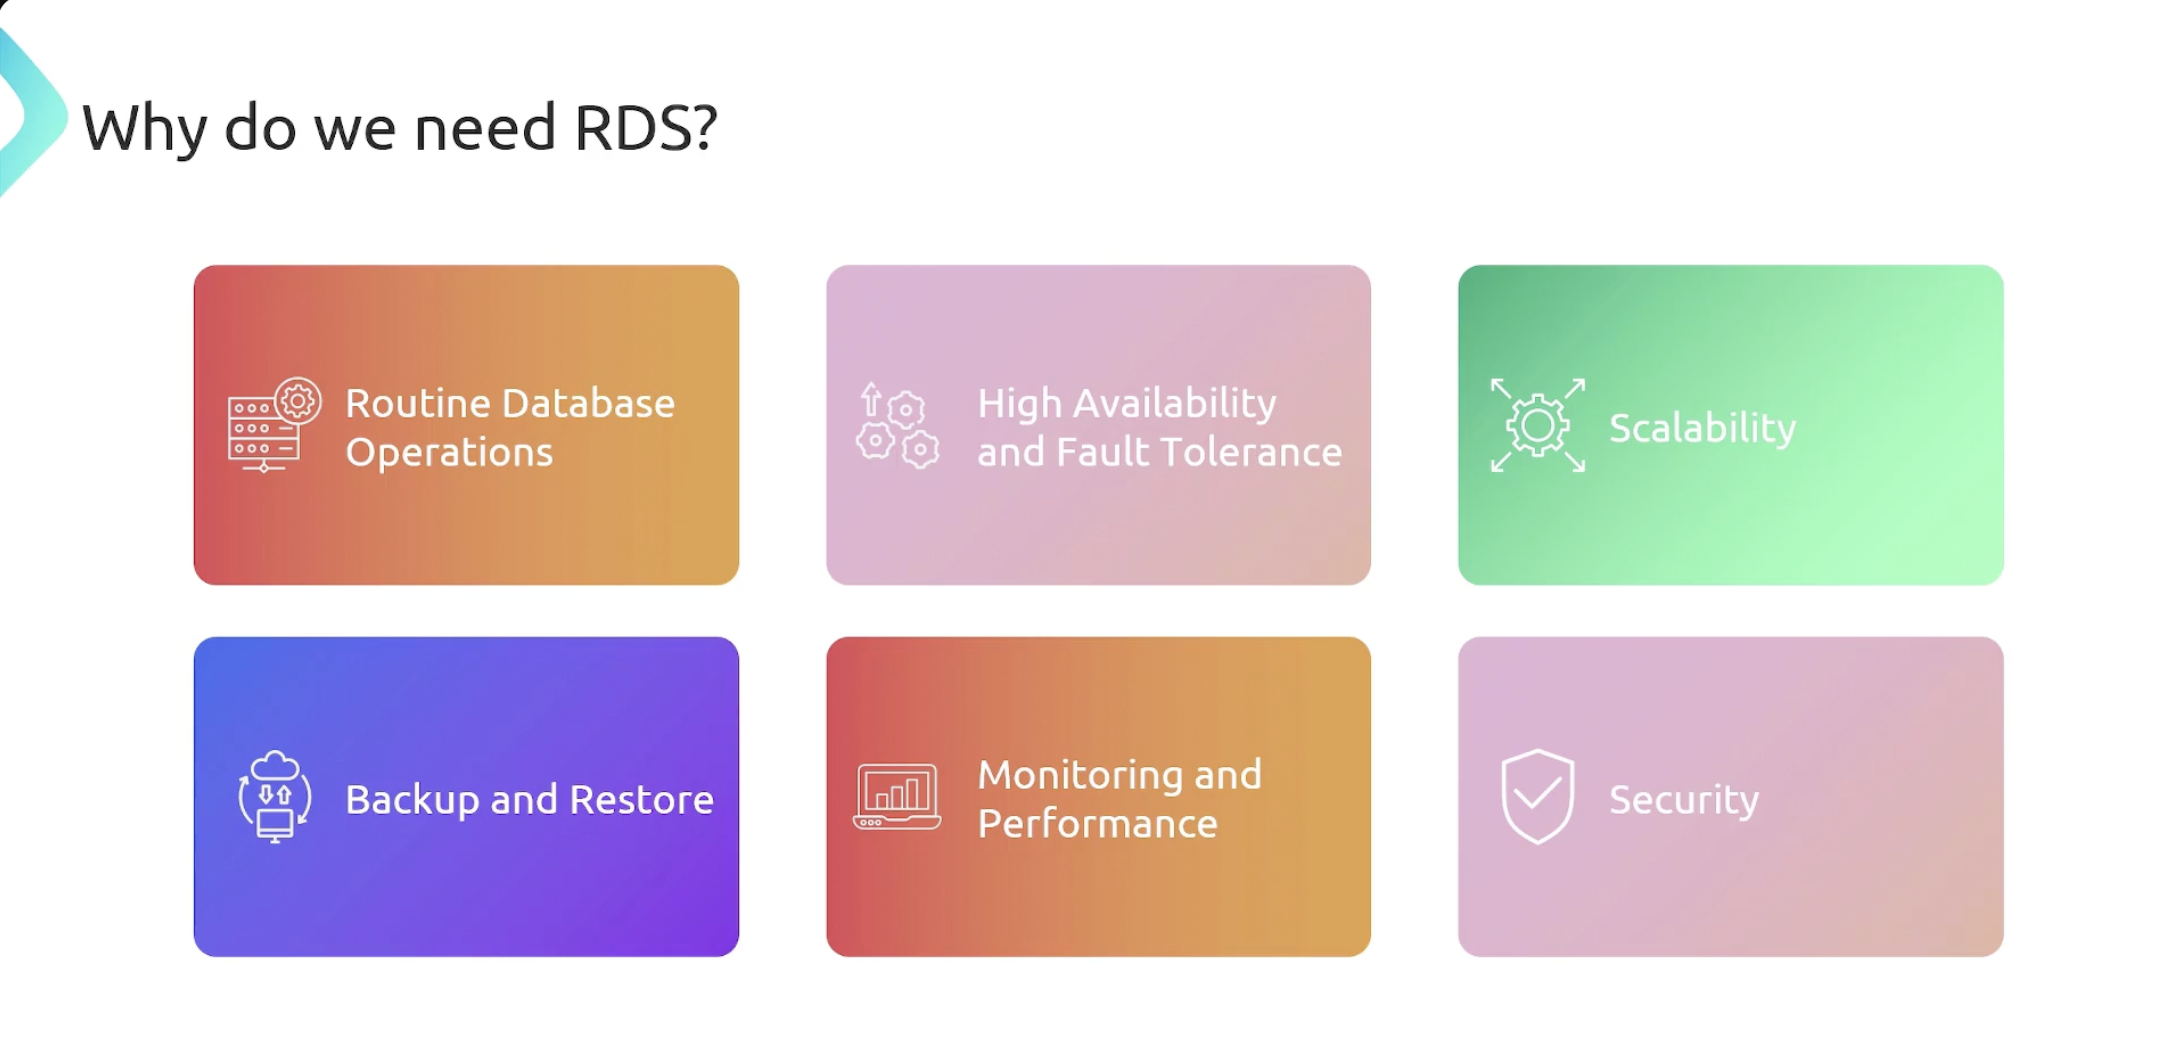 Why do we need RDS?
Routine Database
Operations
High Availability
and Fault Tolerance
Scalability
Backup and Restore
Monitoring and
Performance
Security